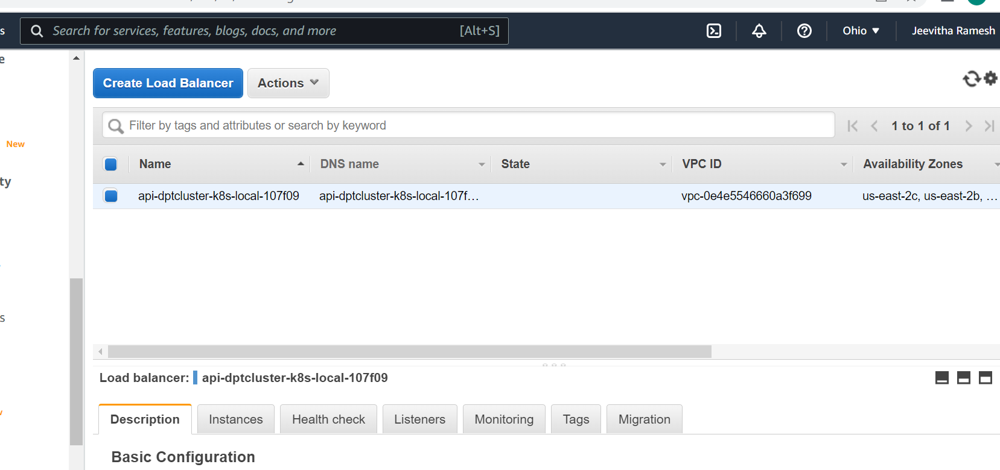 Search for services, features, blogs, docs, and more [Alt+S] Ohio Jeevitha Ramesh
Create Load Balancer Actions
Filter by tags and attributes or search by keyword 1 to 1 of 1
New
Name DNS name State VPC ID Availability Zones
ty
api-dptcluster-k8s-local-107f09 api-dptcluster-k8s-local-107f... vpc-0e4e5546660a3f699 us-east-2c, us-east-2b, ...
Load balancer: api-dptcluster-k8s-local-107f09
Description Instances Health check Listeners Monitoring Tags Migration
Basic Configuration